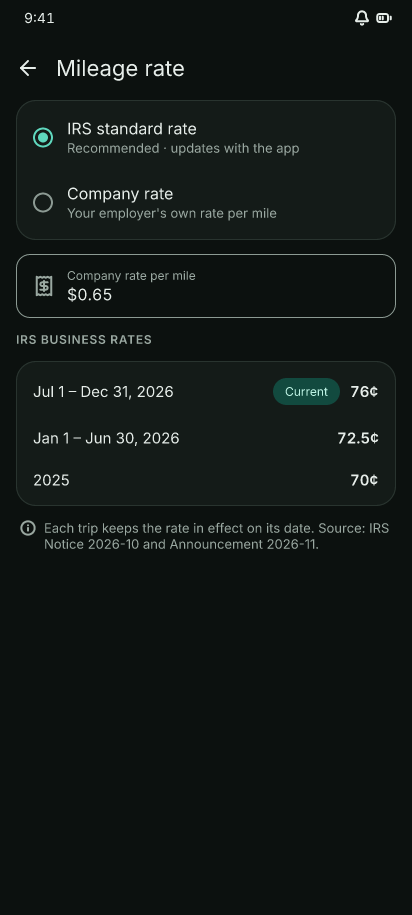 9:41
Mileage rate
IRS standard rate
Recommended · updates with the app
Company rate
Your employer's own rate per mile
Company rate per mile
$0.65
IRS BUSINESS RATES
Jul 1 – Dec 31, 2026 Current 76¢
Jan 1 – Jun 30, 2026 72.5¢
2025 70¢
Each trip keeps the rate in effect on its date. Source: IRS
Notice 2026-10 and Announcement 2026-11.